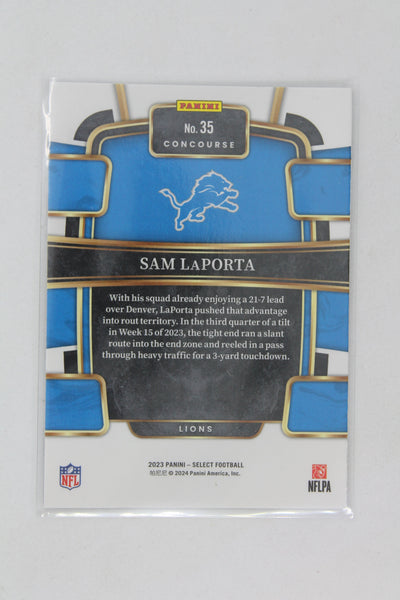 PANINI
No. 35
CONCOURSE
SAM LAPORTA
With his squad already enjoying a 21-7 lead
over Denver, LaPorta pushed that advantage
into rout territory. In the third quarter of a tilt
in Week 15 of 2023, the tight end ran a slant
route into the end zone and reeled in a pass
through heavy traffic for a 3-yard touchdown.
LIONS
2023 PANINI – SELECT FOOTBALL
帕尼尼 © 2024 Panini America, Inc.
NFL
NFLPA